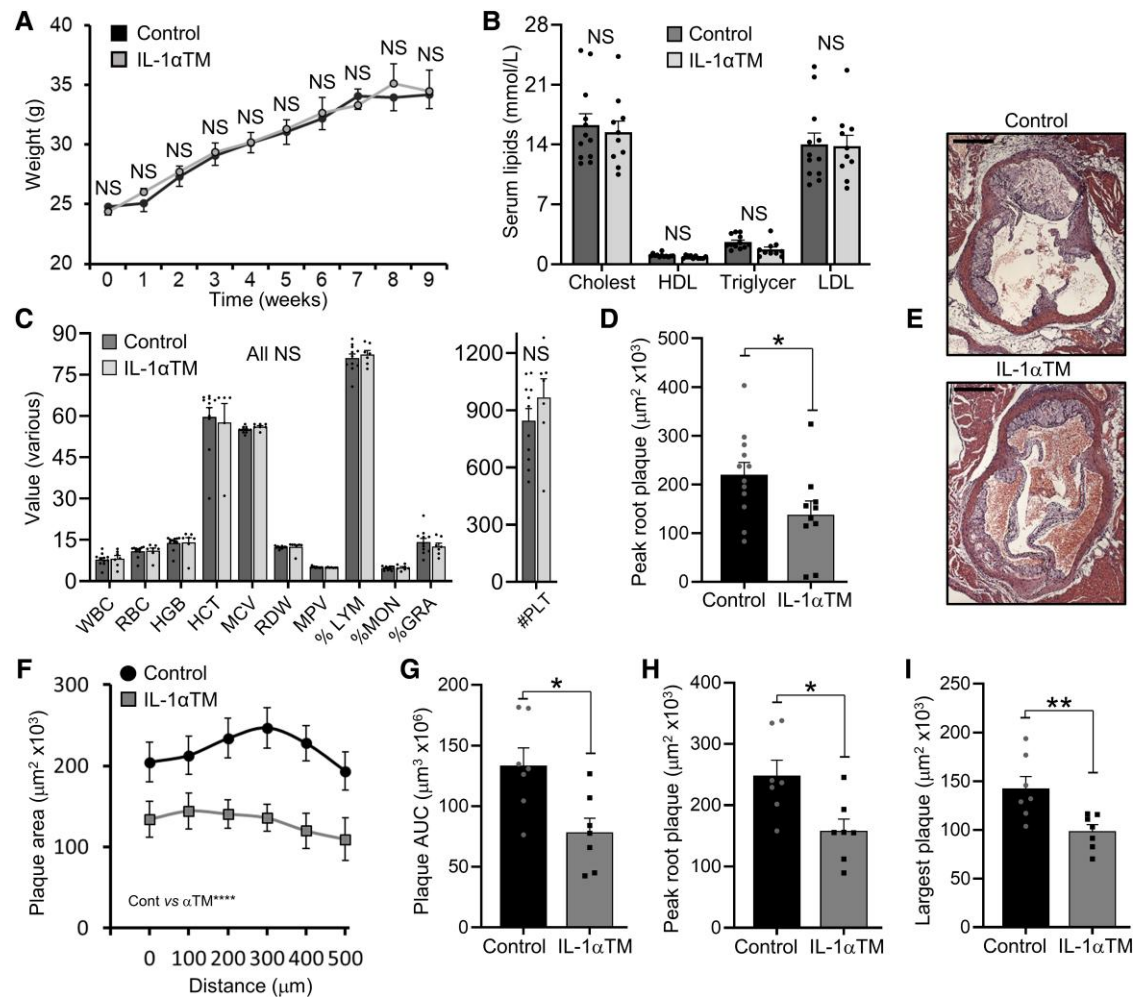 A
Control
IL-1αTM
Weight (g)
40
35
30
25
20
NS NS NS NS NS NS NS NS NS NS
0 1 2 3 4 5 6 7 8 9
Time (weeks)
B
Control
IL-1αTM
Serum lipids (mmol/L)
28
21
14
7
0
NS NS NS NS
Cholest HDL Triglycer LDL
C
Control
IL-1αTM
All NS
Value (various)
90
75
60
45
30
15
0
WBC RBC HGB HCT MCV RDW MPV % LYM %MON %GRA
1200
900
600
300
0
NS
#PLT
D
Peak root plaque (μm² x10³)
500
400
300
200
100
0
*
Control IL-1αTM
E
Control
IL-1αTM
F
Control
IL-1αTM
Plaque area (μm² x10³)
300
200
100
0
Cont vs αTM****
0 100 200 300 400 500
Distance (μm)
G
Plaque AUC (μm³ x10⁶)
200
150
100
50
0
*
Control IL-1αTM
H
Peak root plaque (μm² x10³)
400
300
200
100
0
*
Control IL-1αTM
I
Largest plaque (μm² x10³)
250
200
150
100
50
0
**
Control IL-1αTM